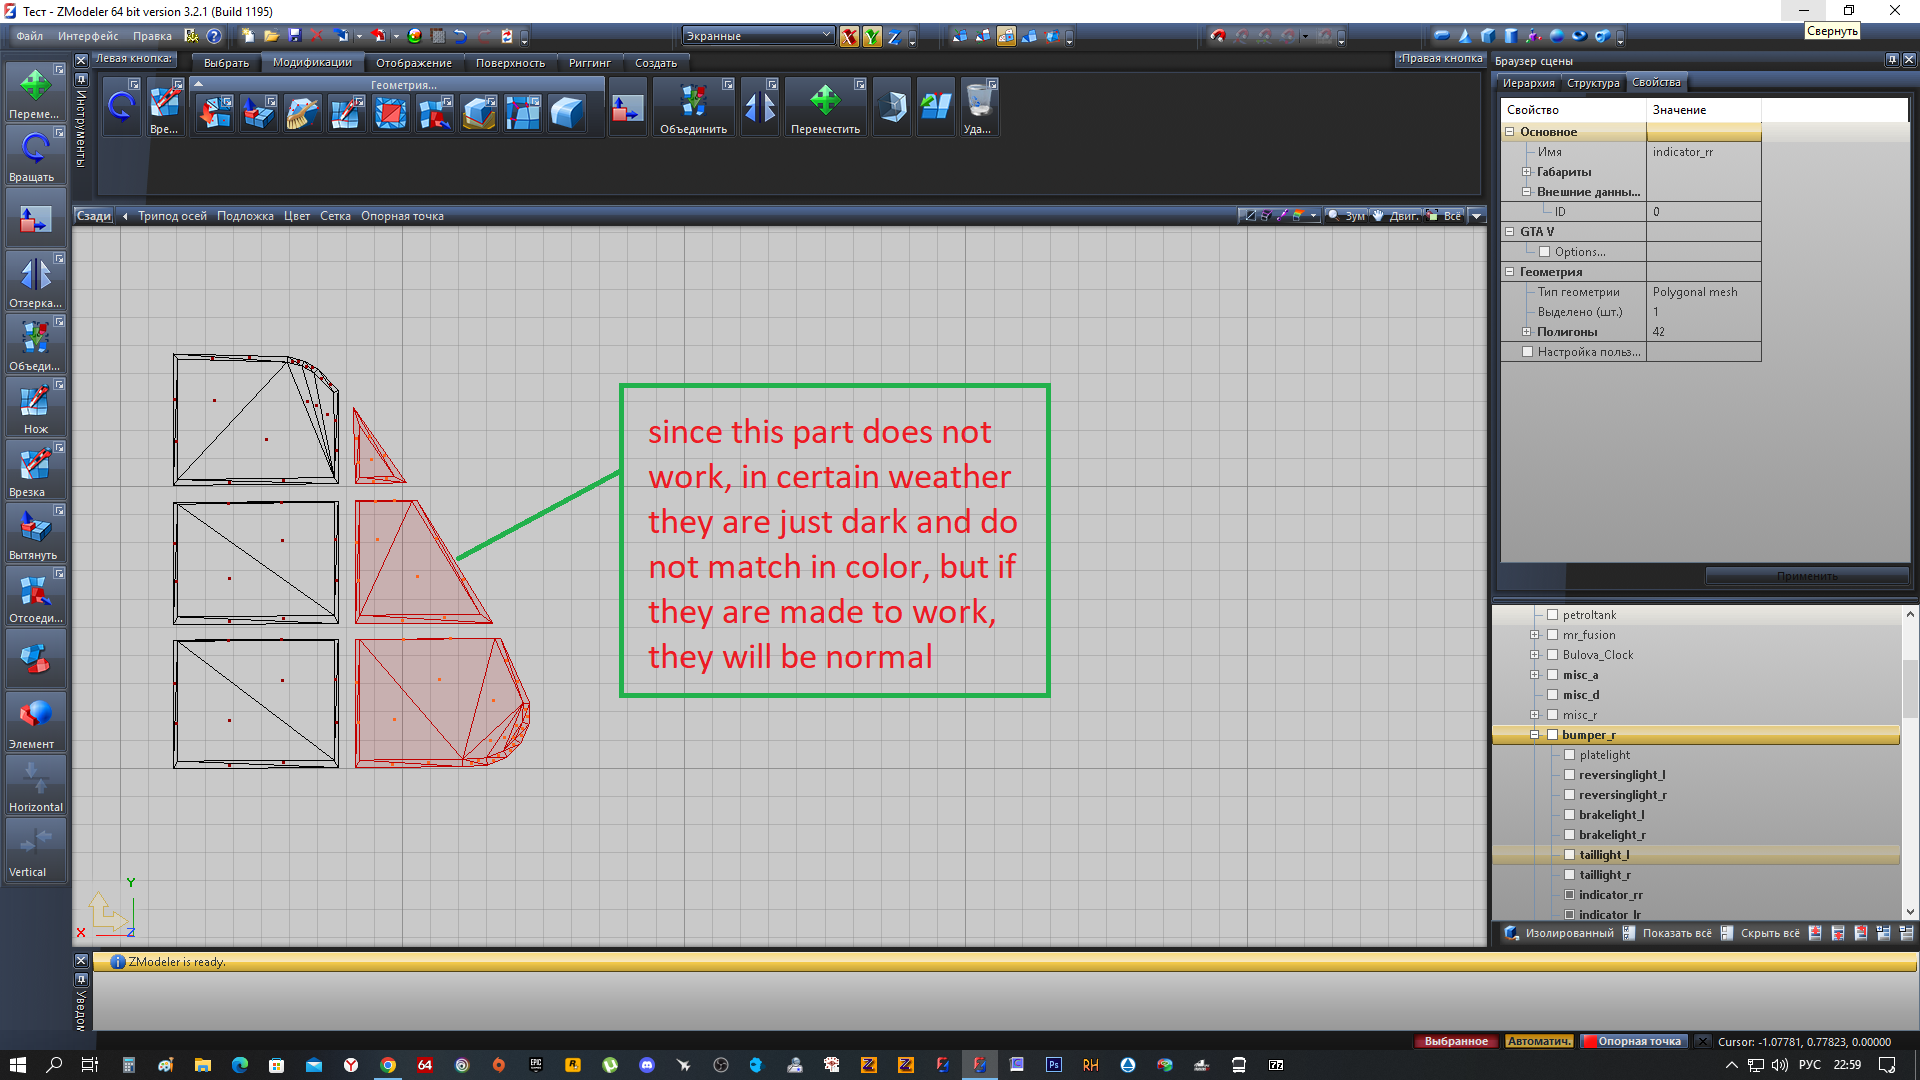 Тест - ZModeler 64 bit version 3.2.1 (Build 1195)
Свернуть
Файл Интерфейс Правка
Экранные
X Y Z
Левая кнопка:
Выбрать Модификации Отображение Поверхность Риггинг Создать
:Правая кнопка
Инструменты
Переме...
Вращать
Отзерка...
Объеди...
Нож
Врезка
Вытянуть
Отсоеди...
Элемент
Horizontal
Vertical
Вре...
Геометрия...
Объединить
Переместить
Уда...
Сзади Трипод осей Подложка Цвет Сетка Опорная точка
Зум Двиг. Всё
since this part does not
work, in certain weather
they are just dark and do
not match in color, but if
they are made to work,
they will be normal
Y
X Z
Браузер сцены
Иерархия Структура Свойства
Свойство Значение
Основное
Имя indicator_rr
Габариты
Внешние данны...
ID 0
GTA V
Options...
Геометрия
Тип геометрии Polygonal mesh
Выделено (шт.) 1
Полигоны 42
Настройка польз...
Применить
petroltank
mr_fusion
Bulova_Clock
misc_a
misc_d
misc_r
bumper_r
platelight
reversinglight_l
reversinglight_r
brakelight_l
brakelight_r
taillight_l
taillight_r
indicator_rr
indicator_lr
Изолированный Показать всё Скрыть всё
ZModeler is ready.
Уведом
Выбранное Автоматич. Опорная точка Cursor: -1.07781, 0.77823, 0.00000
64
EPIC
Ps
RH
РУС 22:59